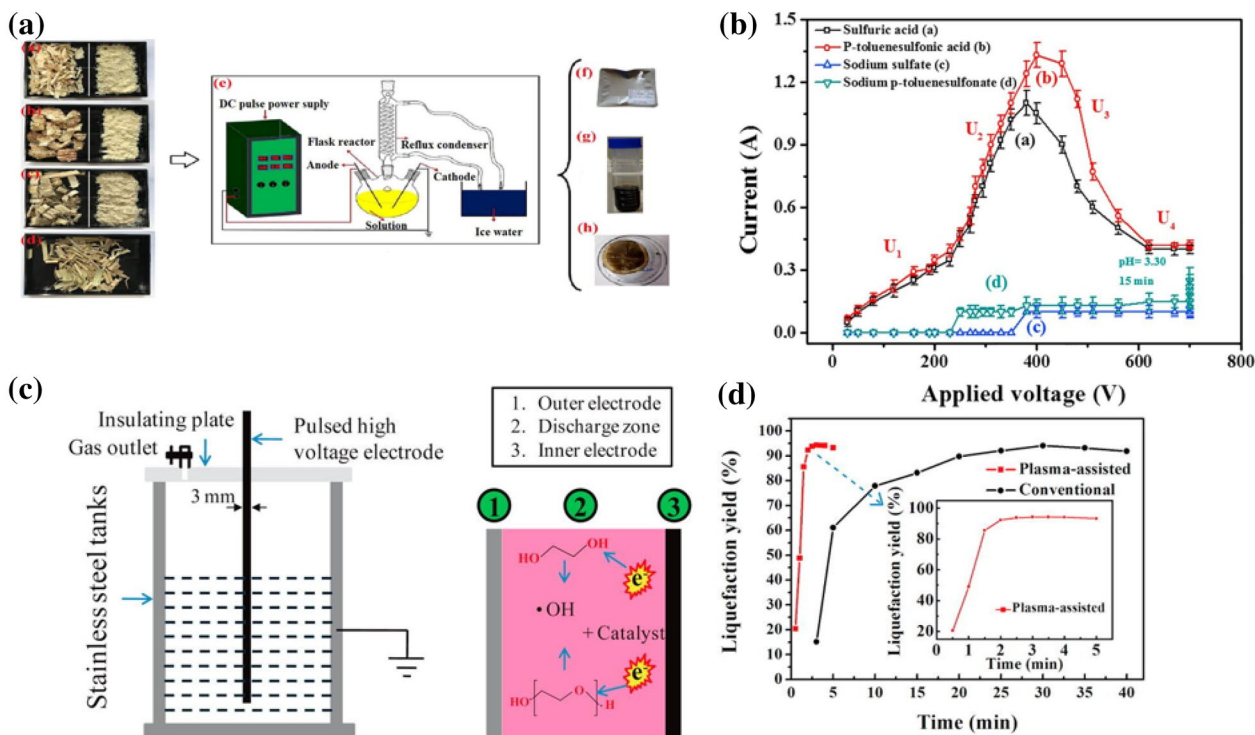 (a)
(a)
(b)
(c)
(d)
(e)
DC pulse power suply
Flask reactor
Anode
Reflux condenser
Cathode
Solution
Ice water
(f)
(g)
(h)
(b)
Sulfuric acid (a)
P-toluenesulfonic acid (b)
Sodium sulfate (c)
Sodium p-toluenesulfonate (d)
Current (A)
1.5
1.2
0.9
0.6
0.3
0.0
U1
U2
U3
U4
(b)
(a)
(d)
(c)
pH= 3.30
15 min
0
200
400
600
800
Applied voltage (V)
(c)
Insulating plate
Gas outlet
Pulsed high
voltage electrode
3 mm
Stainless steel tanks
1. Outer electrode
2. Discharge zone
3. Inner electrode
1
2
3
HO
OH
e-
•OH
+ Catalyst
e-
HO
O
H
(d)
Liquefaction yield (%)
100
90
80
70
60
50
40
30
20
10
0
Plasma-assisted
Conventional
Liquefaction yield (%)
100
80
60
40
20
Plasma-assisted
0
1
2
3
4
5
Time (min)
0
5
10
15
20
25
30
35
40
Time (min)